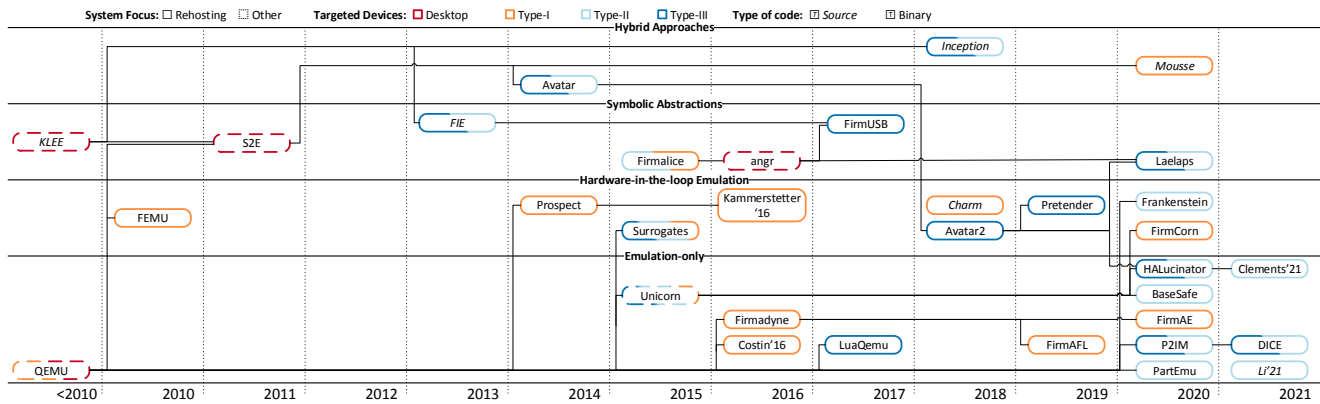 System Focus: Rehosting Other Targeted Devices: Desktop Type-I Type-II Type-III Type of code: T Source T Binary
Hybrid Approaches
Inception
Mousse
Avatar
Symbolic Abstractions
FIE
FirmUSB
KLEE
S2E
Firmalice
angr
Laelaps
Hardware-in-the-loop Emulation
Prospect
Kammerstetter
'16
Charm
Pretender
Frankenstein
FEMU
Surrogates
Avatar2
FirmCorn
Emulation-only
HALucinator
Clements'21
Unicorn
BaseSafe
Firmadyne
FirmAE
Costin'16
LuaQemu
FirmAFL
P2IM
DICE
QEMU
PartEmu
Li'21
<2010 2010 2011 2012 2013 2014 2015 2016 2017 2018 2019 2020 2021